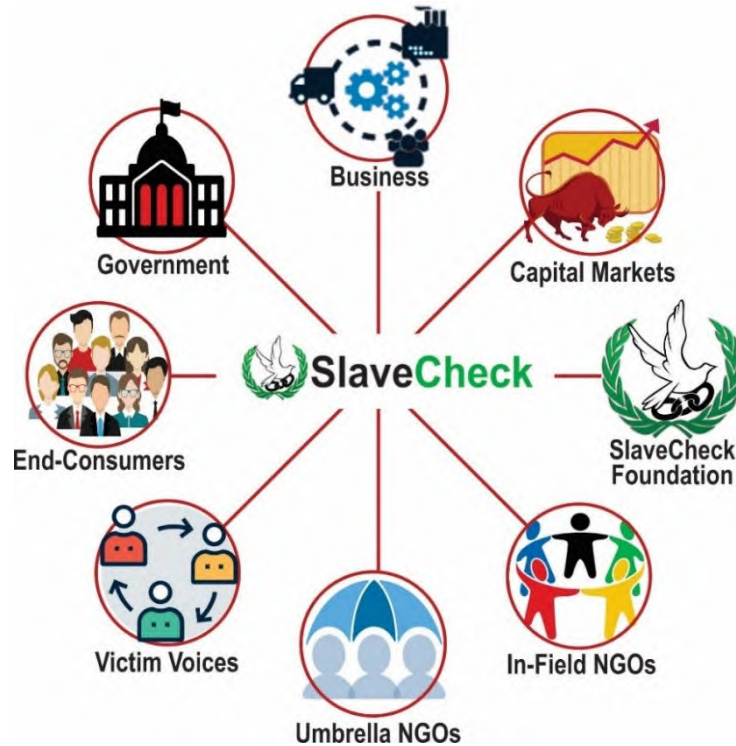 Business
Government
Capital Markets
End-Consumers
SlaveCheck
SlaveCheck
Foundation
Victim Voices
In-Field NGOs
Umbrella NGOs